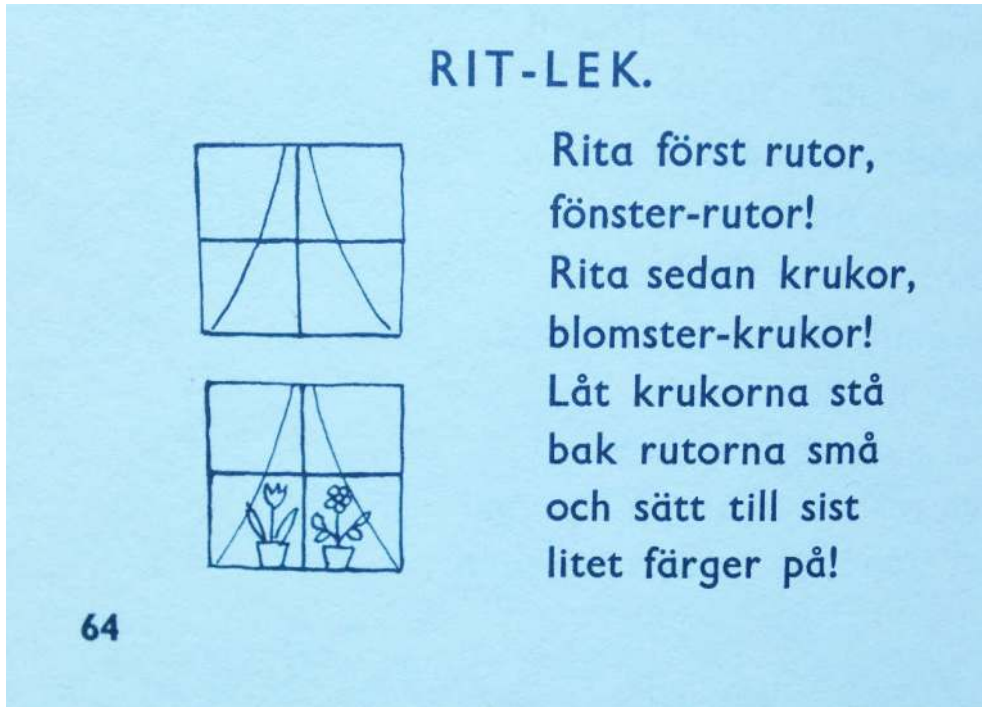 RIT-LEK.
Rita först rutor,
fönster-rutor!
Rita sedan krukor,
blomster-krukor!
Låt krukorna stå
bak rutorna små
och sätt till sist
litet färger på!
64